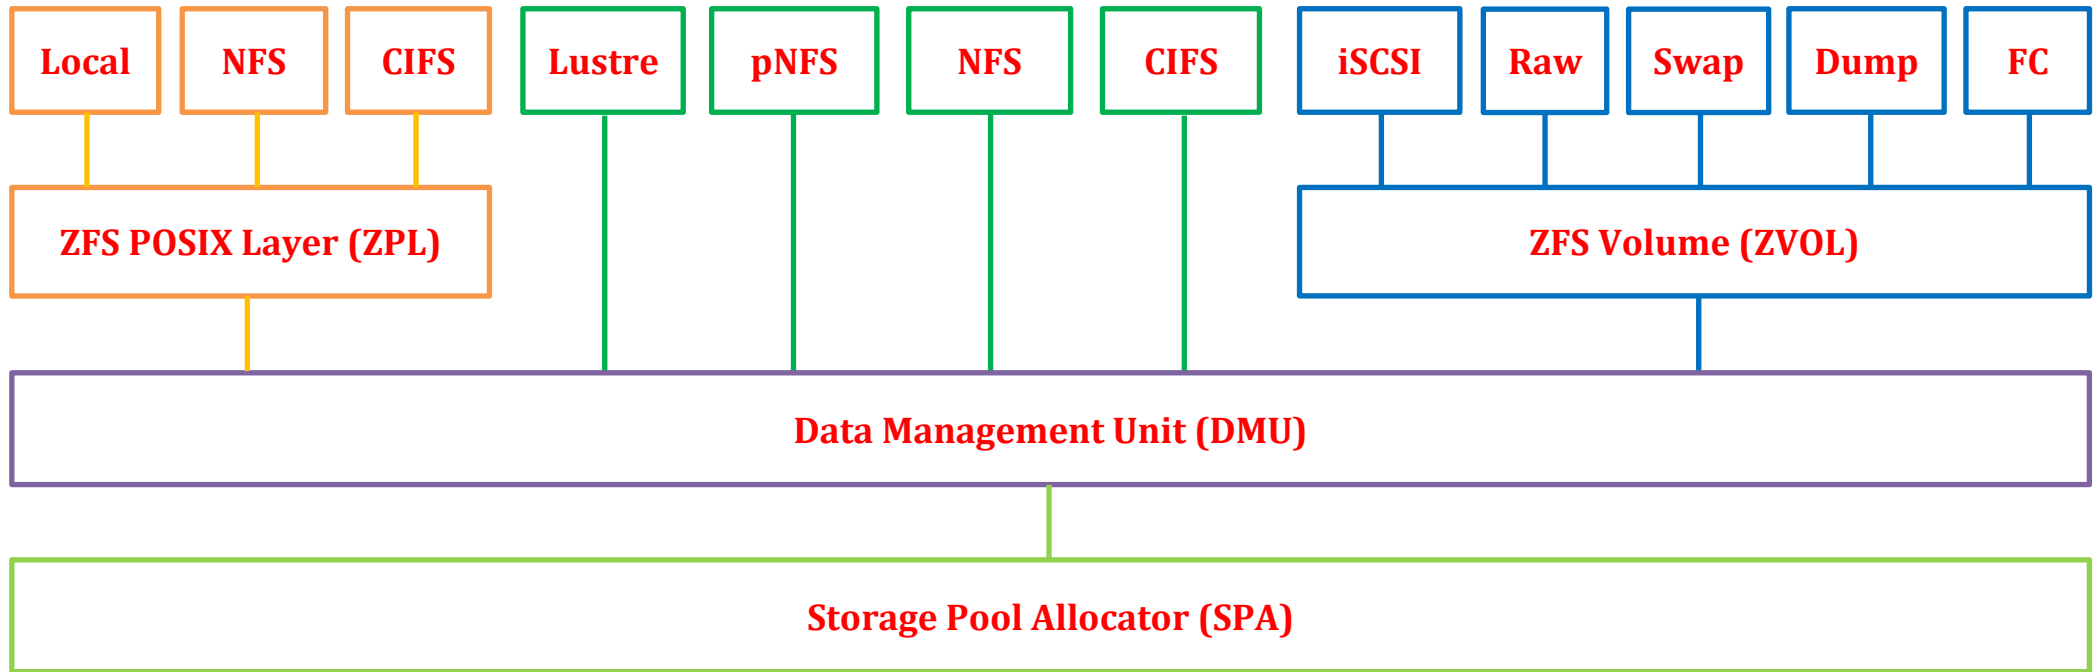 Local
NFS
CIFS
Lustre
pNFS
NFS
CIFS
iSCSI
Raw
Swap
Dump
FC
ZFS POSIX Layer (ZPL)
ZFS Volume (ZVOL)
Data Management Unit (DMU)
Storage Pool Allocator (SPA)